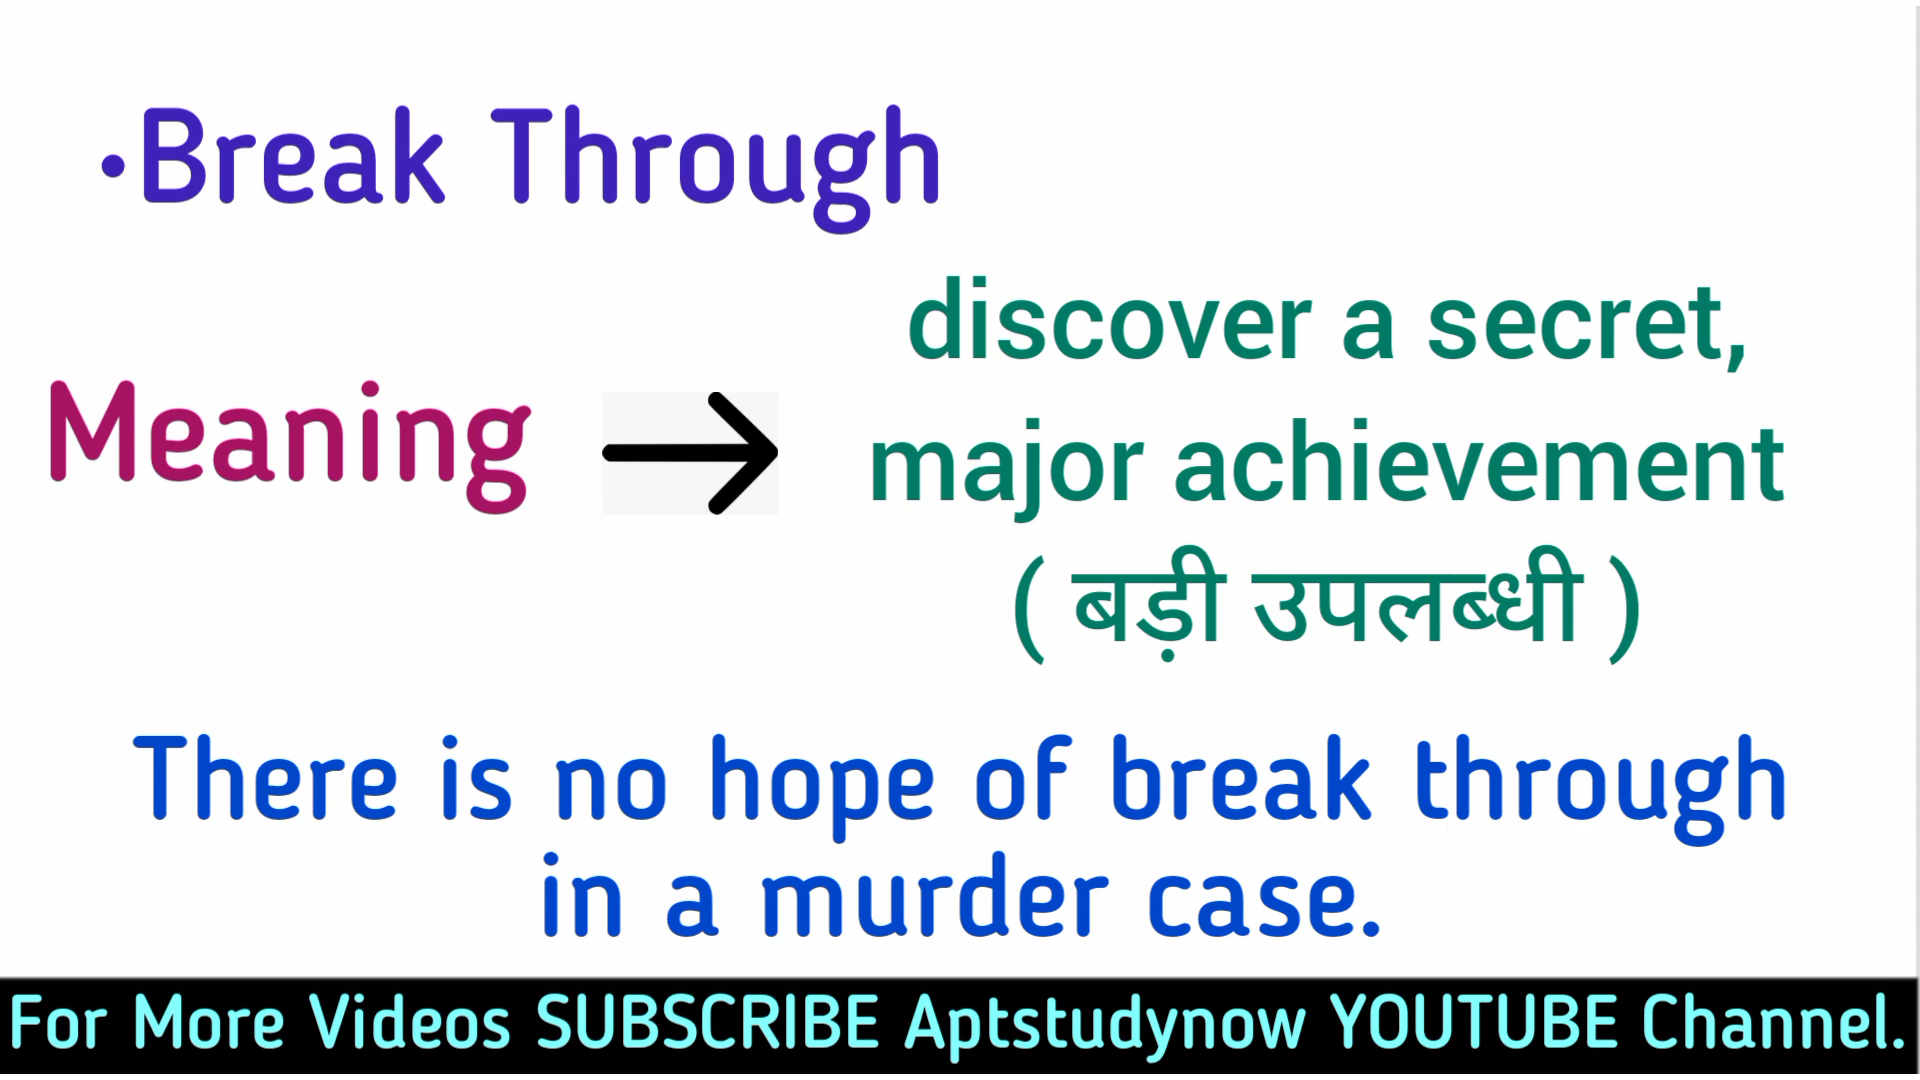 •Break Through
discover a secret,
Meaning → major achievement
( बड़ी उपलब्धी )
There is no hope of break through
in a murder case.
For More Videos SUBSCRIBE Aptstudynow YOUTUBE Channel.